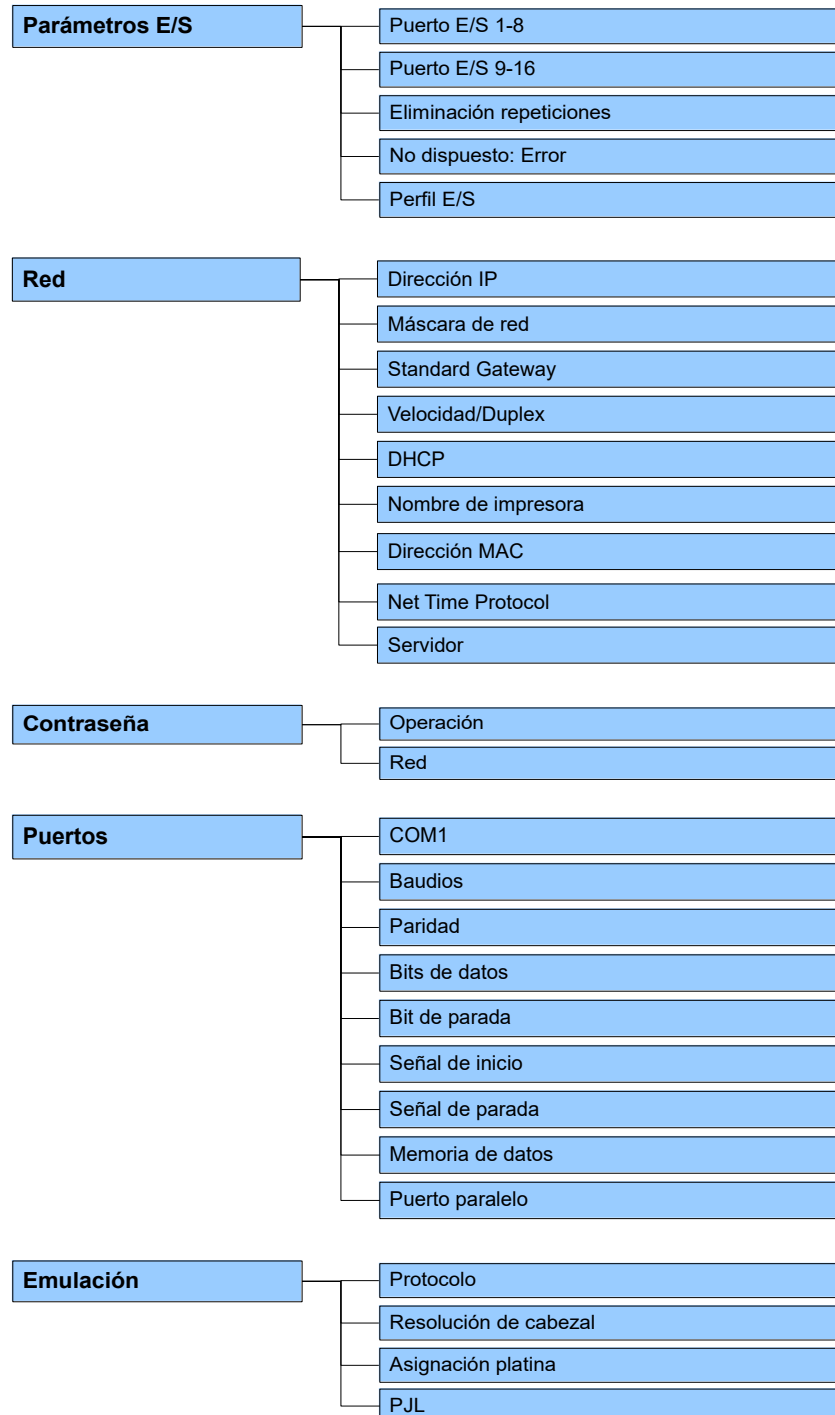 Parámetros E/S
Puerto E/S 1-8
Puerto E/S 9-16
Eliminación repeticiones
No dispuesto: Error
Perfil E/S
Red
Dirección IP
Máscara de red
Standard Gateway
Velocidad/Duplex
DHCP
Nombre de impresora
Dirección MAC
Net Time Protocol
Servidor
Contraseña
Operación
Red
Puertos
COM1
Baudios
Paridad
Bits de datos
Bit de parada
Señal de inicio
Señal de parada
Memoria de datos
Puerto paralelo
Emulación
Protocolo
Resolución de cabezal
Asignación platina
PJL